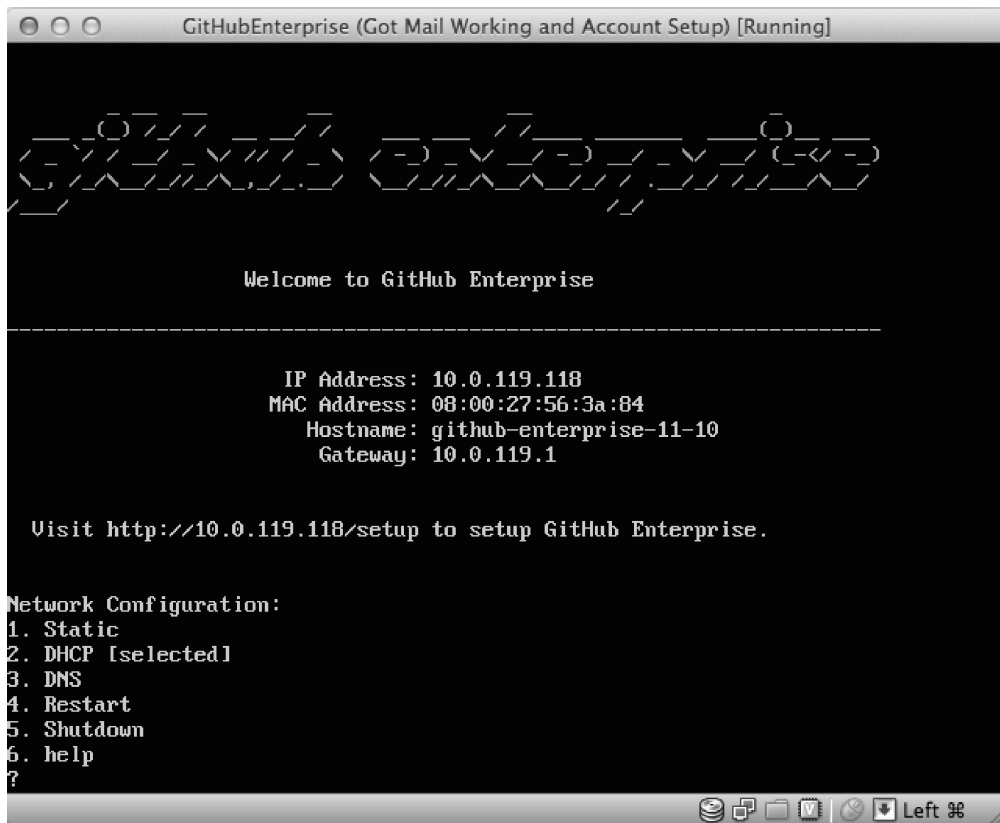 GitHubEnterprise (Got Mail Working and Account Setup) [Running]
github enterprise
Welcome to GitHub Enterprise
IP Address: 10.0.119.118
MAC Address: 08:00:27:56:3a:84
Hostname: github-enterprise-11-10
Gateway: 10.0.119.1
Visit http://10.0.119.118/setup to setup GitHub Enterprise.
Network Configuration:
1. Static
2. DHCP [selected]
3. DNS
4. Restart
5. Shutdown
6. help
?
Left ⌘